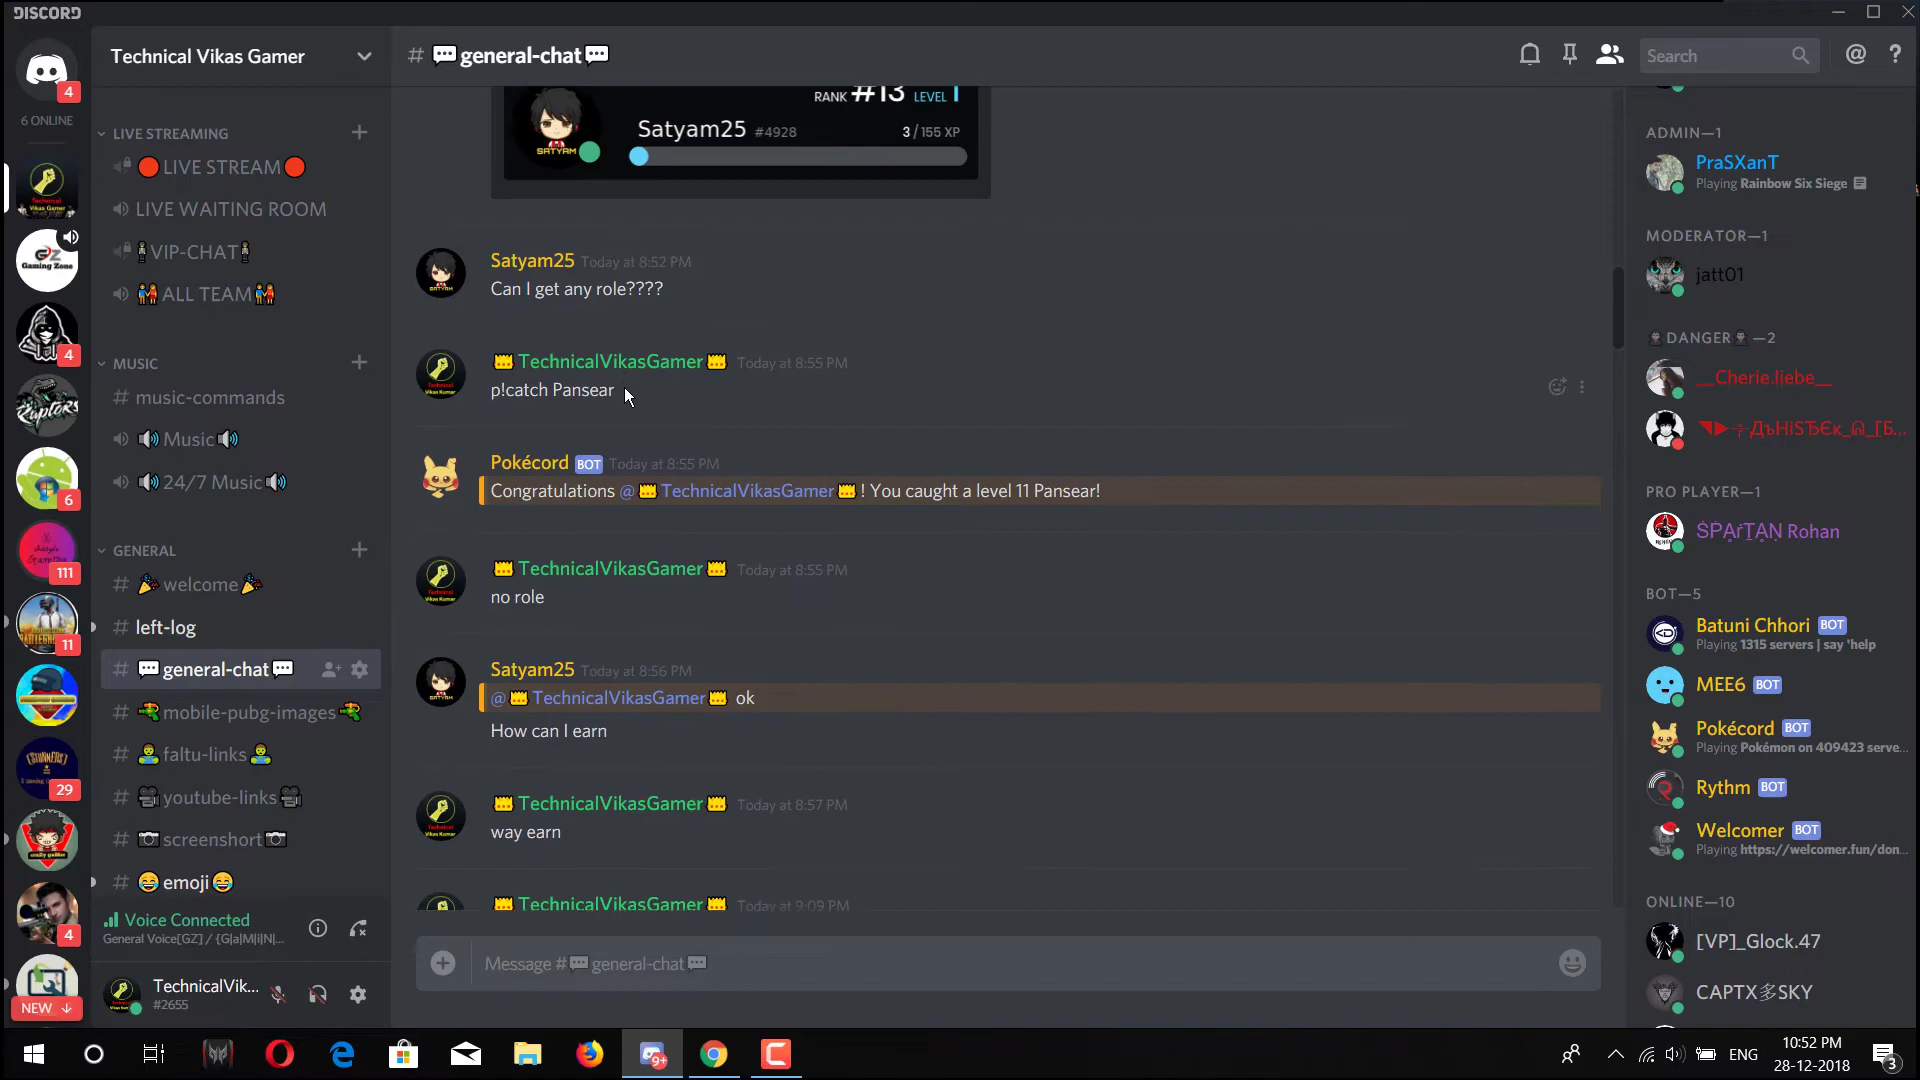 DISCORD
4
6 ONLINE
4
6
111
11
29
4
NEW
Technical Vikas Gamer
LIVE STREAMING
🔴 LIVE STREAM 🔴
LIVE WAITING ROOM
VIP-CHAT
ALL TEAM
MUSIC
# music-commands
🔊 Music 🔊
🔊 24/7 Music 🔊
GENERAL
# 🎉 welcome 🎉
# left-log
# 💬 general-chat 💬
# 🔫 mobile-pubg-images 🔫
# faltu-links
# 🎥 youtube-links 🎥
# 📷 screenshort 📷
# 😂 emoji 😂
Voice Connected
General Voice[GZ] / {G|a|M|i|N|...
TechnicalVik...
#2655
# 💬 general-chat 💬
Search
RANK #13 LEVEL 1
Satyam25 #4928 3 / 155 XP
SATYAM
Satyam25 Today at 8:52 PM
Can I get any role????
TechnicalVikasGamer Today at 8:55 PM
p!catch Pansear
Pokécord BOT Today at 8:55 PM
Congratulations @ TechnicalVikasGamer ! You caught a level 11 Pansear!
TechnicalVikasGamer Today at 8:55 PM
no role
Satyam25 Today at 8:56 PM
@ TechnicalVikasGamer ok
How can I earn
TechnicalVikasGamer Today at 8:57 PM
way earn
TechnicalVikasGamer Today at 9:09 PM
Message # 💬 general-chat 💬
ADMIN—1
PraSXanT
Playing Rainbow Six Siege
MODERATOR—1
jatt01
DANGER —2
__Cherie.liebe__
PRO PLAYER—1
Rohan
BOT—5
Batuni Chhori BOT
Playing 1315 servers | say 'help
MEE6 BOT
Pokécord BOT
Playing Pokémon on 409423 serve...
Rythm BOT
Welcomer BOT
Playing https://welcomer.fun/don...
ONLINE—10
[VP]_Glock.47
CAPTX多SKY
9+
ENG
10:52 PM
28-12-2018
3